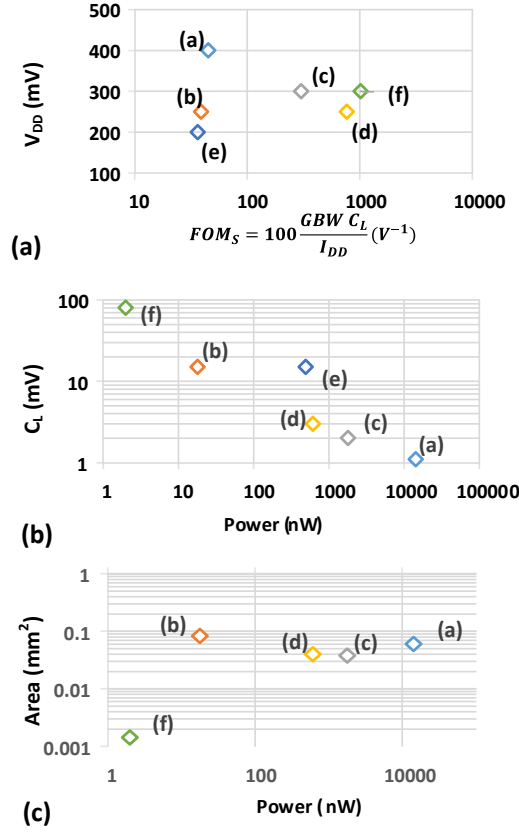 500
400
300
200
100
V_DD (mV)
(a)
(b)
(c)
(d)
(e)
(f)
10 100 1000 10000
(a)
FOM_S = 100 GBW C_L / I_DD (V⁻¹)
100
10
1
C_L (mV)
(f)
(b)
(e)
(d)
(c)
(a)
1 10 100 1000 10000 100000
Power (nW)
(b)
1
0.1
0.01
0.001
Area (mm²)
(b)
(d)
(c)
(a)
(f)
1 100 10000
Power (nW)
(c)